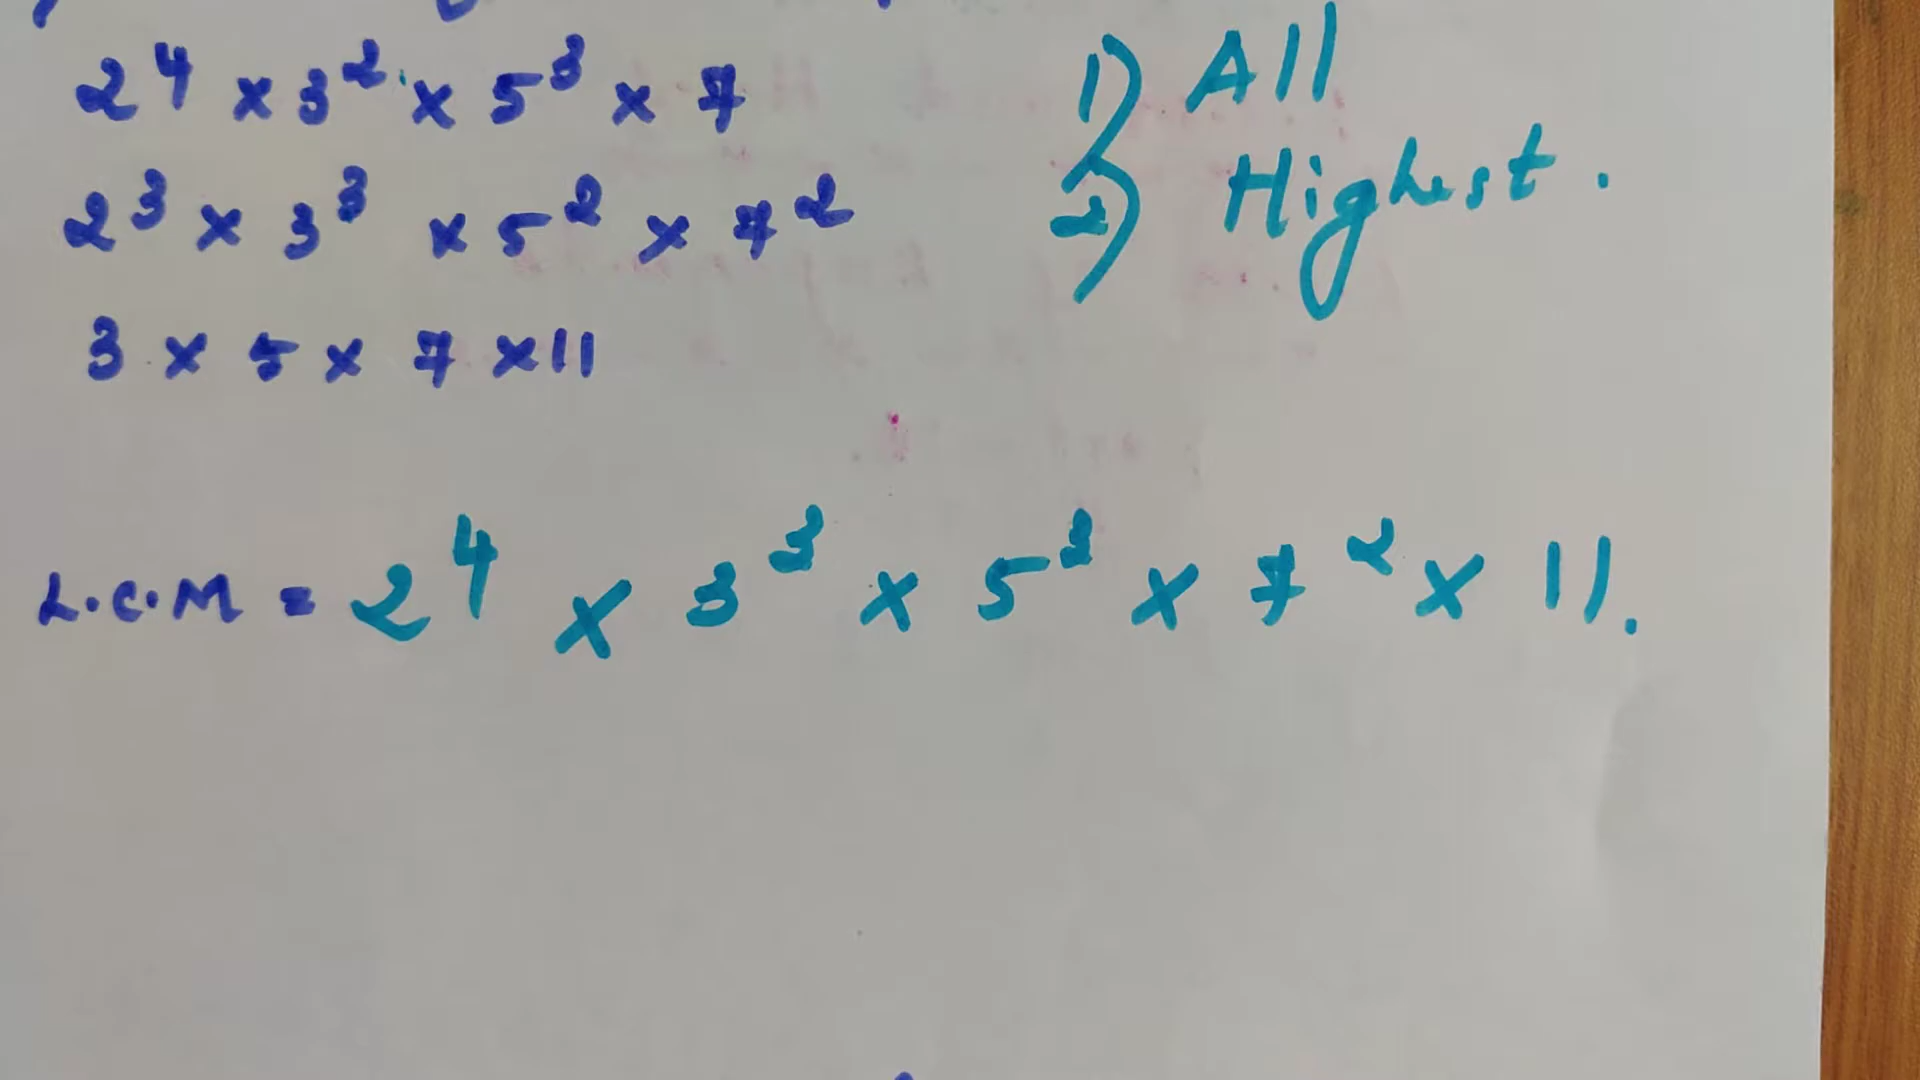 2⁴ × 3² × 5³ × 7
2³ × 3³ × 5² × 7²
3 × 5 × 7 × 11
1) All
2) Highest.
L.C.M = 2⁴ × 3³ × 5³ × 7² × 11.